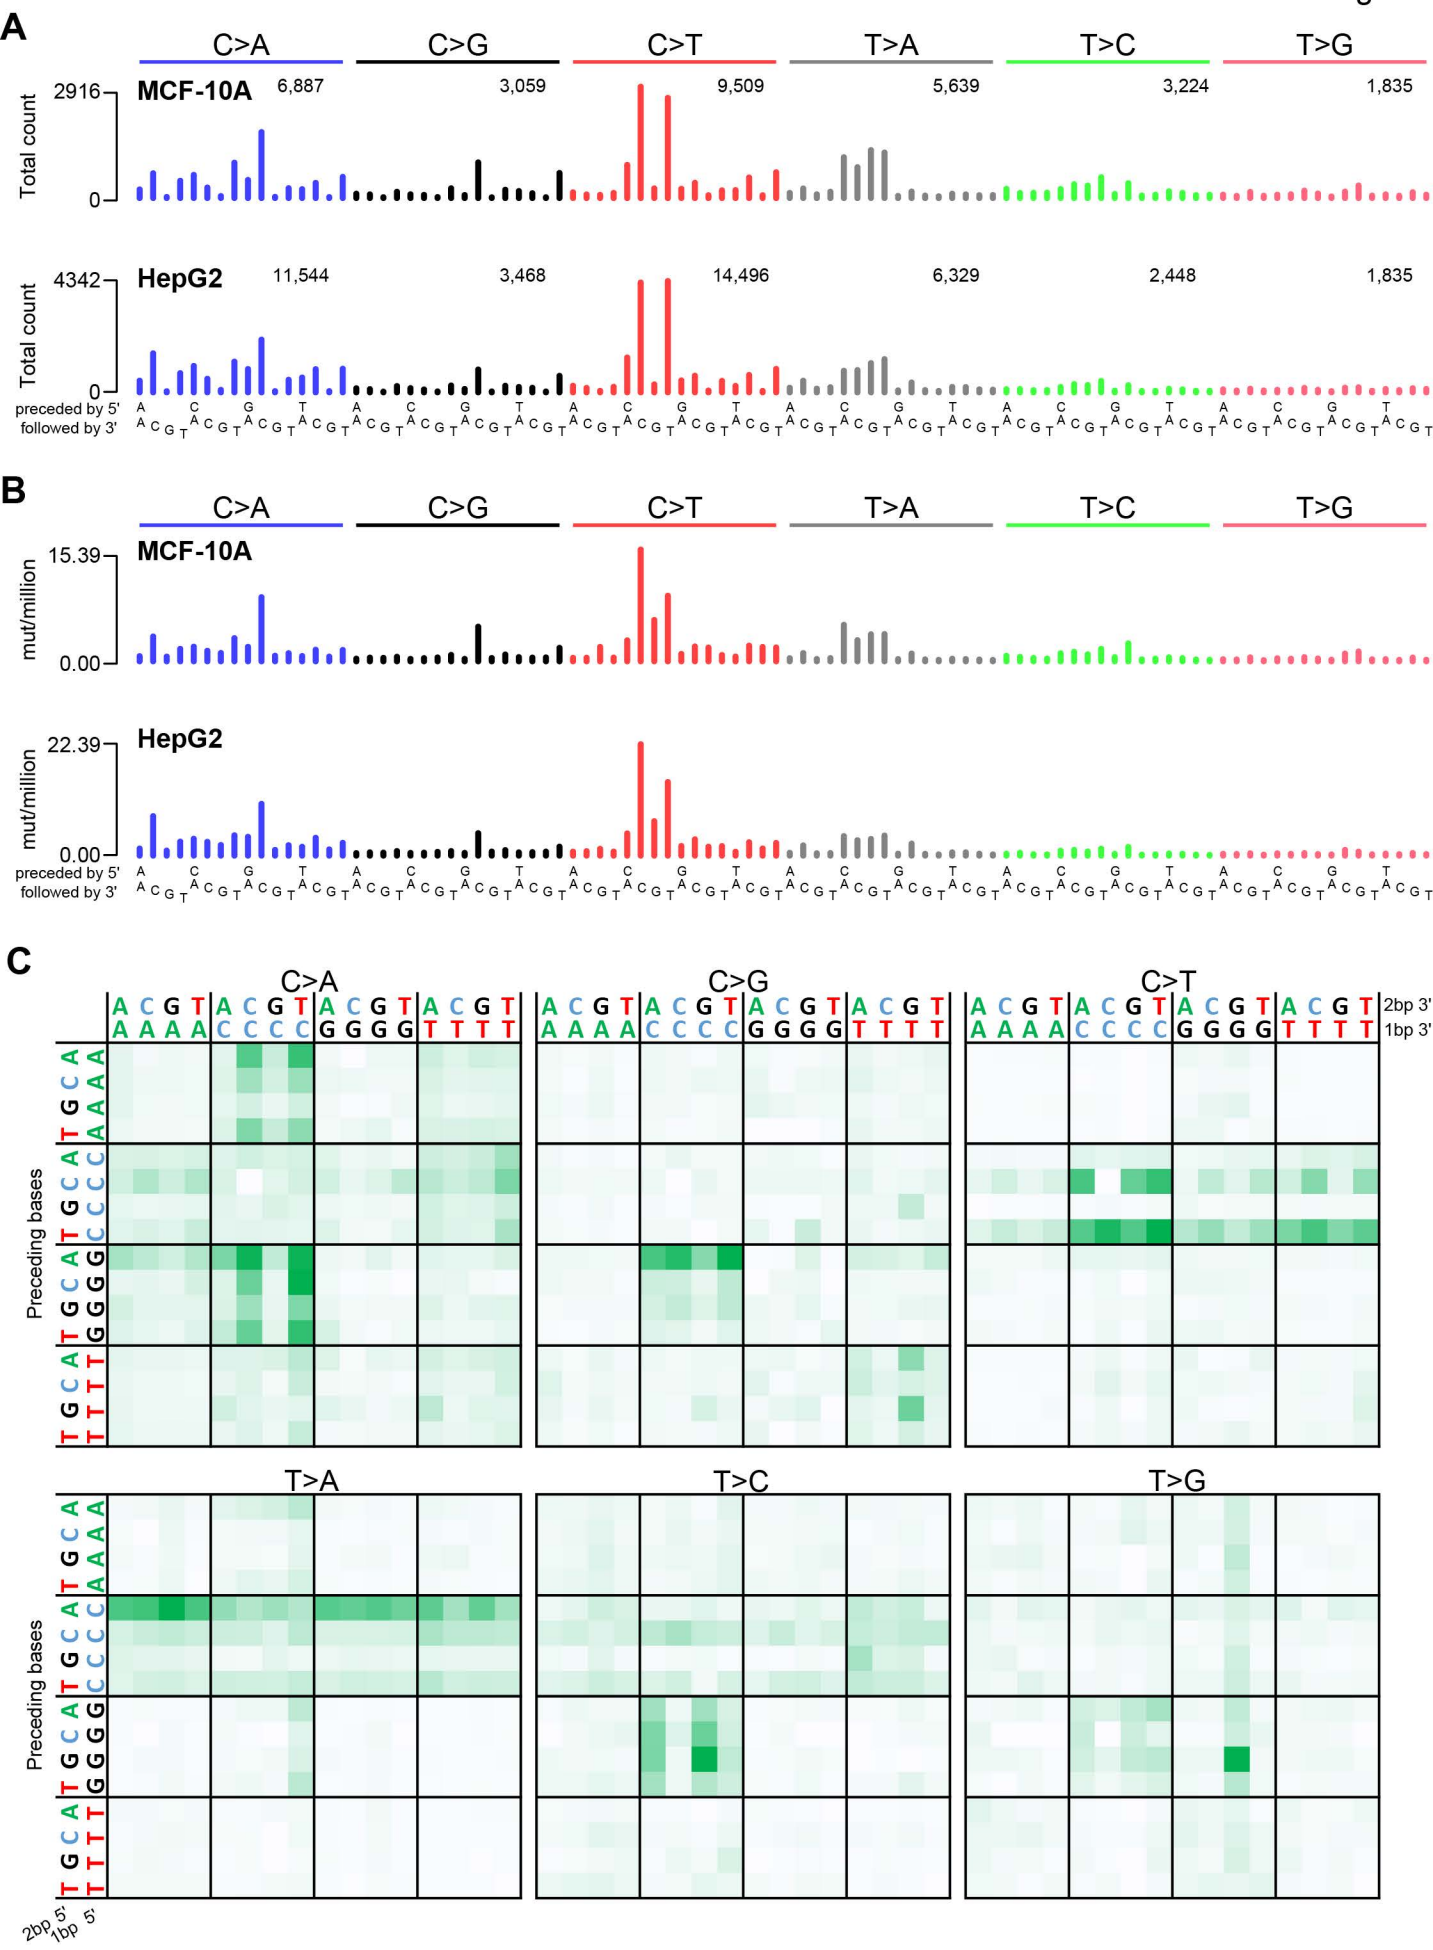 A
C>A C>G C>T T>A T>C T>G
MCF-10A 6,887 3,059 9,509 5,639 3,224 1,835
2916
Total count
0
HepG2 11,544 3,468 14,496 6,329 2,448 1,835
4342
Total count
0
preceded by 5' A C G T A C G T A C G T A C G T A C G T A C G T
followed by 3' A C G T A C G T A C G T A C G T A C G T A C G T A C G T A C G T A C G T A C G T A C G T A C G T A C G T A C G T A C G T A C G T A C G T A C G T A C G T A C G T A C G T A C G T A C G T A C G T
B
C>A C>G C>T T>A T>C T>G
MCF-10A
15.39
mut/million
0.00
HepG2
22.39
mut/million
0.00
preceded by 5' A C G T A C G T A C G T A C G T A C G T A C G T
followed by 3' A C G T A C G T A C G T A C G T A C G T A C G T A C G T A C G T A C G T A C G T A C G T A C G T A C G T A C G T A C G T A C G T A C G T A C G T A C G T A C G T A C G T A C G T A C G T A C G T
C
C>A C>G C>T
A C G T A C G T A C G T A C G T A C G T A C G T A C G T A C G T A C G T A C G T A C G T A C G T 2bp 3'
A A A A C C C C G G G G T T T T A A A A C C C C G G G G T T T T A A A A C C C C G G G G T T T T 1bp 3'
Preceding bases
A A
C A
G A
T A
A C
C C
G C
T C
A G
C G
G G
T G
A T
C T
G T
T T
T>A T>C T>G
Preceding bases
A A
C A
G A
T A
A C
C C
G C
T C
A G
C G
G G
T G
A T
C T
G T
T T
2bp 5'
1bp 5'